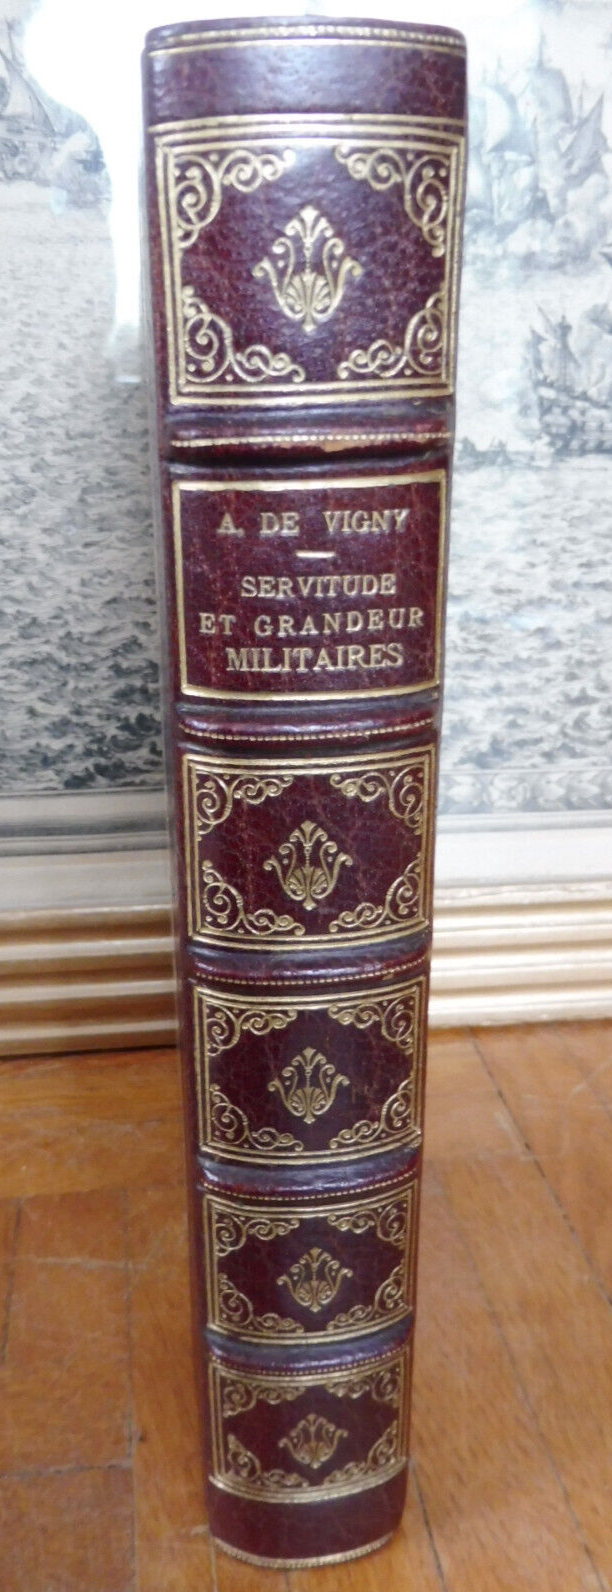 A. DE VIGNY
SERVITUDE
ET GRANDEUR
MILITAIRES